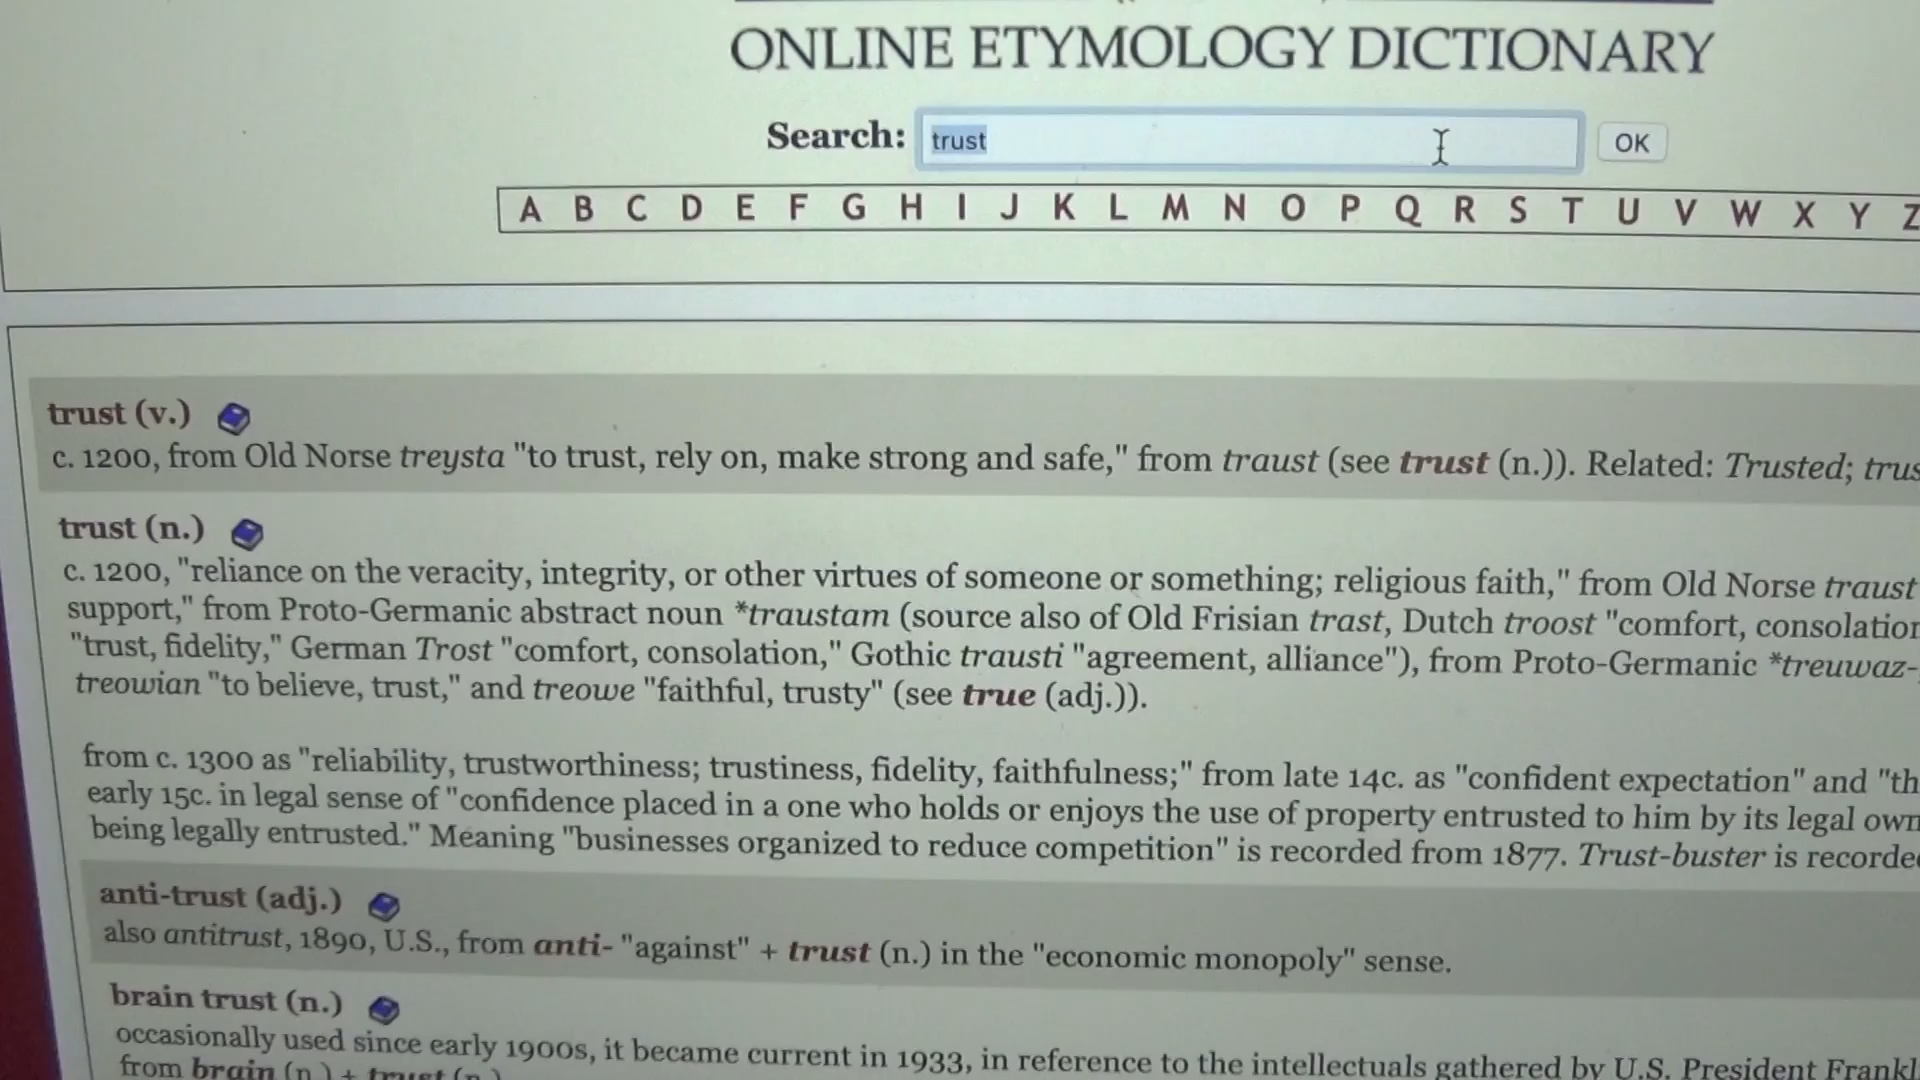 ONLINE ETYMOLOGY DICTIONARY
Search: trust OK
A B C D E F G H I J K L M N O P Q R S T U V W X Y Z
trust (v.)
c. 1200, from Old Norse treysta "to trust, rely on, make strong and safe," from traust (see trust (n.)). Related: Trusted;
trust (n.)
c. 1200, "reliance on the veracity, integrity, or other virtues of someone or something; religious faith," from Old Norse traust
support," from Proto-Germanic abstract noun *traustam (source also of Old Frisian trast, Dutch troost "comfort, consolation
"trust, fidelity," German Trost "comfort, consolation," Gothic trausti "agreement, alliance"), from Proto-Germanic *treuwaz-
treowian "to believe, trust," and treowe "faithful, trusty" (see true (adj.)).
from c. 1300 as "reliability, trustworthiness; trustiness, fidelity, faithfulness;" from late 14c. as "confident expectation" and "th
early 15c. in legal sense of "confidence placed in a one who holds or enjoys the use of property entrusted to him by its legal own
being legally entrusted." Meaning "businesses organized to reduce competition" is recorded from 1877. Trust-buster is recorded
anti-trust (adj.)
also antitrust, 1890, U.S., from anti- "against" + trust (n.) in the "economic monopoly" sense.
brain trust (n.)
occasionally used since early 1900s, it became current in 1933, in reference to the intellectuals gathered by U.S. President Frankl
from brain (n.) + trust (n.)